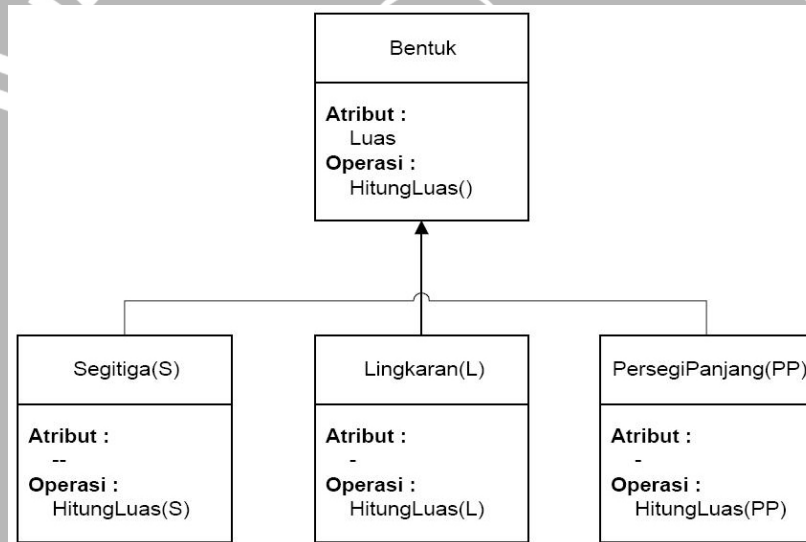 Bentuk
Atribut :
Luas
Operasi :
HitungLuas()
Segitiga(S)
Atribut :
--
Operasi :
HitungLuas(S)
Lingkaran(L)
Atribut :
-
Operasi :
HitungLuas(L)
PersegiPanjang(PP)
Atribut :
-
Operasi :
HitungLuas(PP)